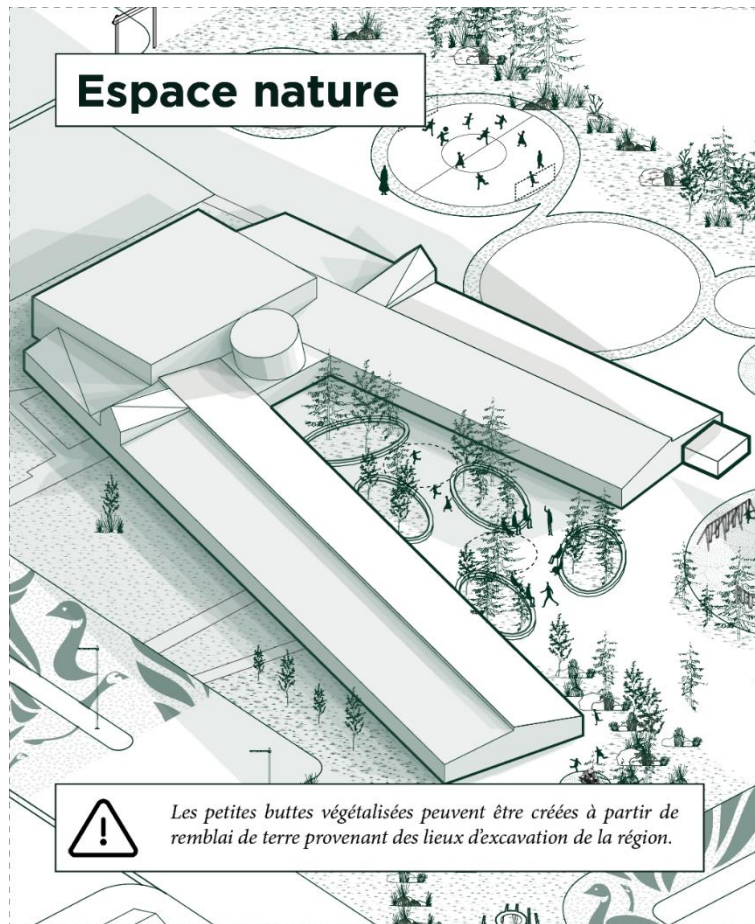 Espace nature
Les petites buttes végétalisées peuvent être créées à partir de
remblai de terre provenant des lieux d'excavation de la région.